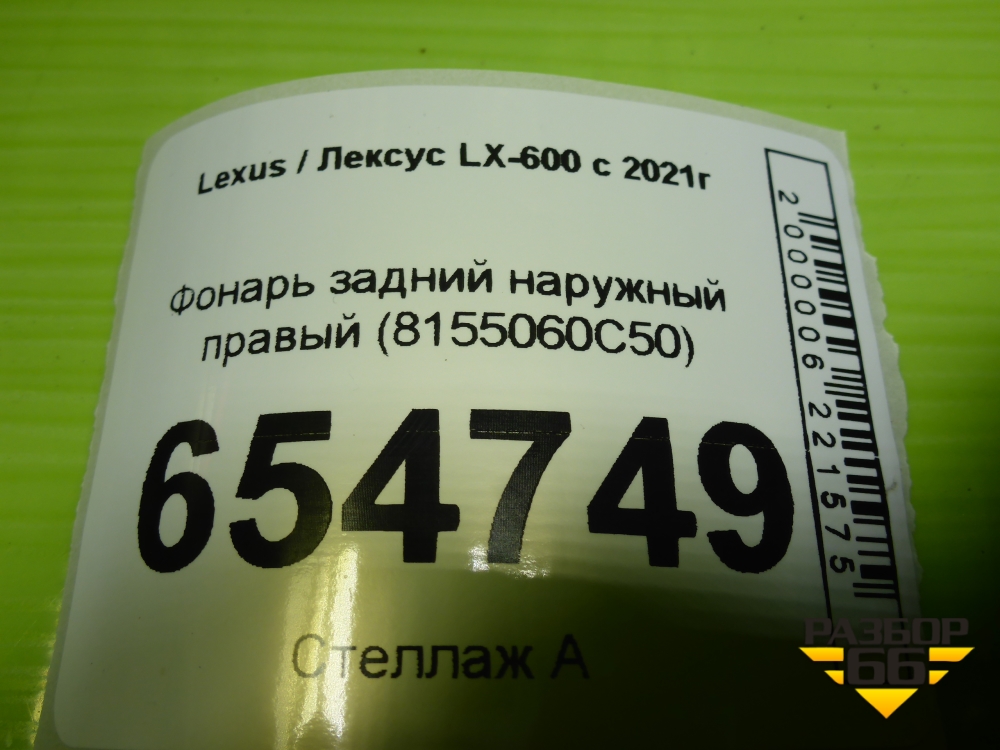 Lexus / Лексус LX-600 с 2021г
Фонарь задний наружный
правый (8155060C50)
654749
Стеллаж А
2000006221575
РАЗБОР
66